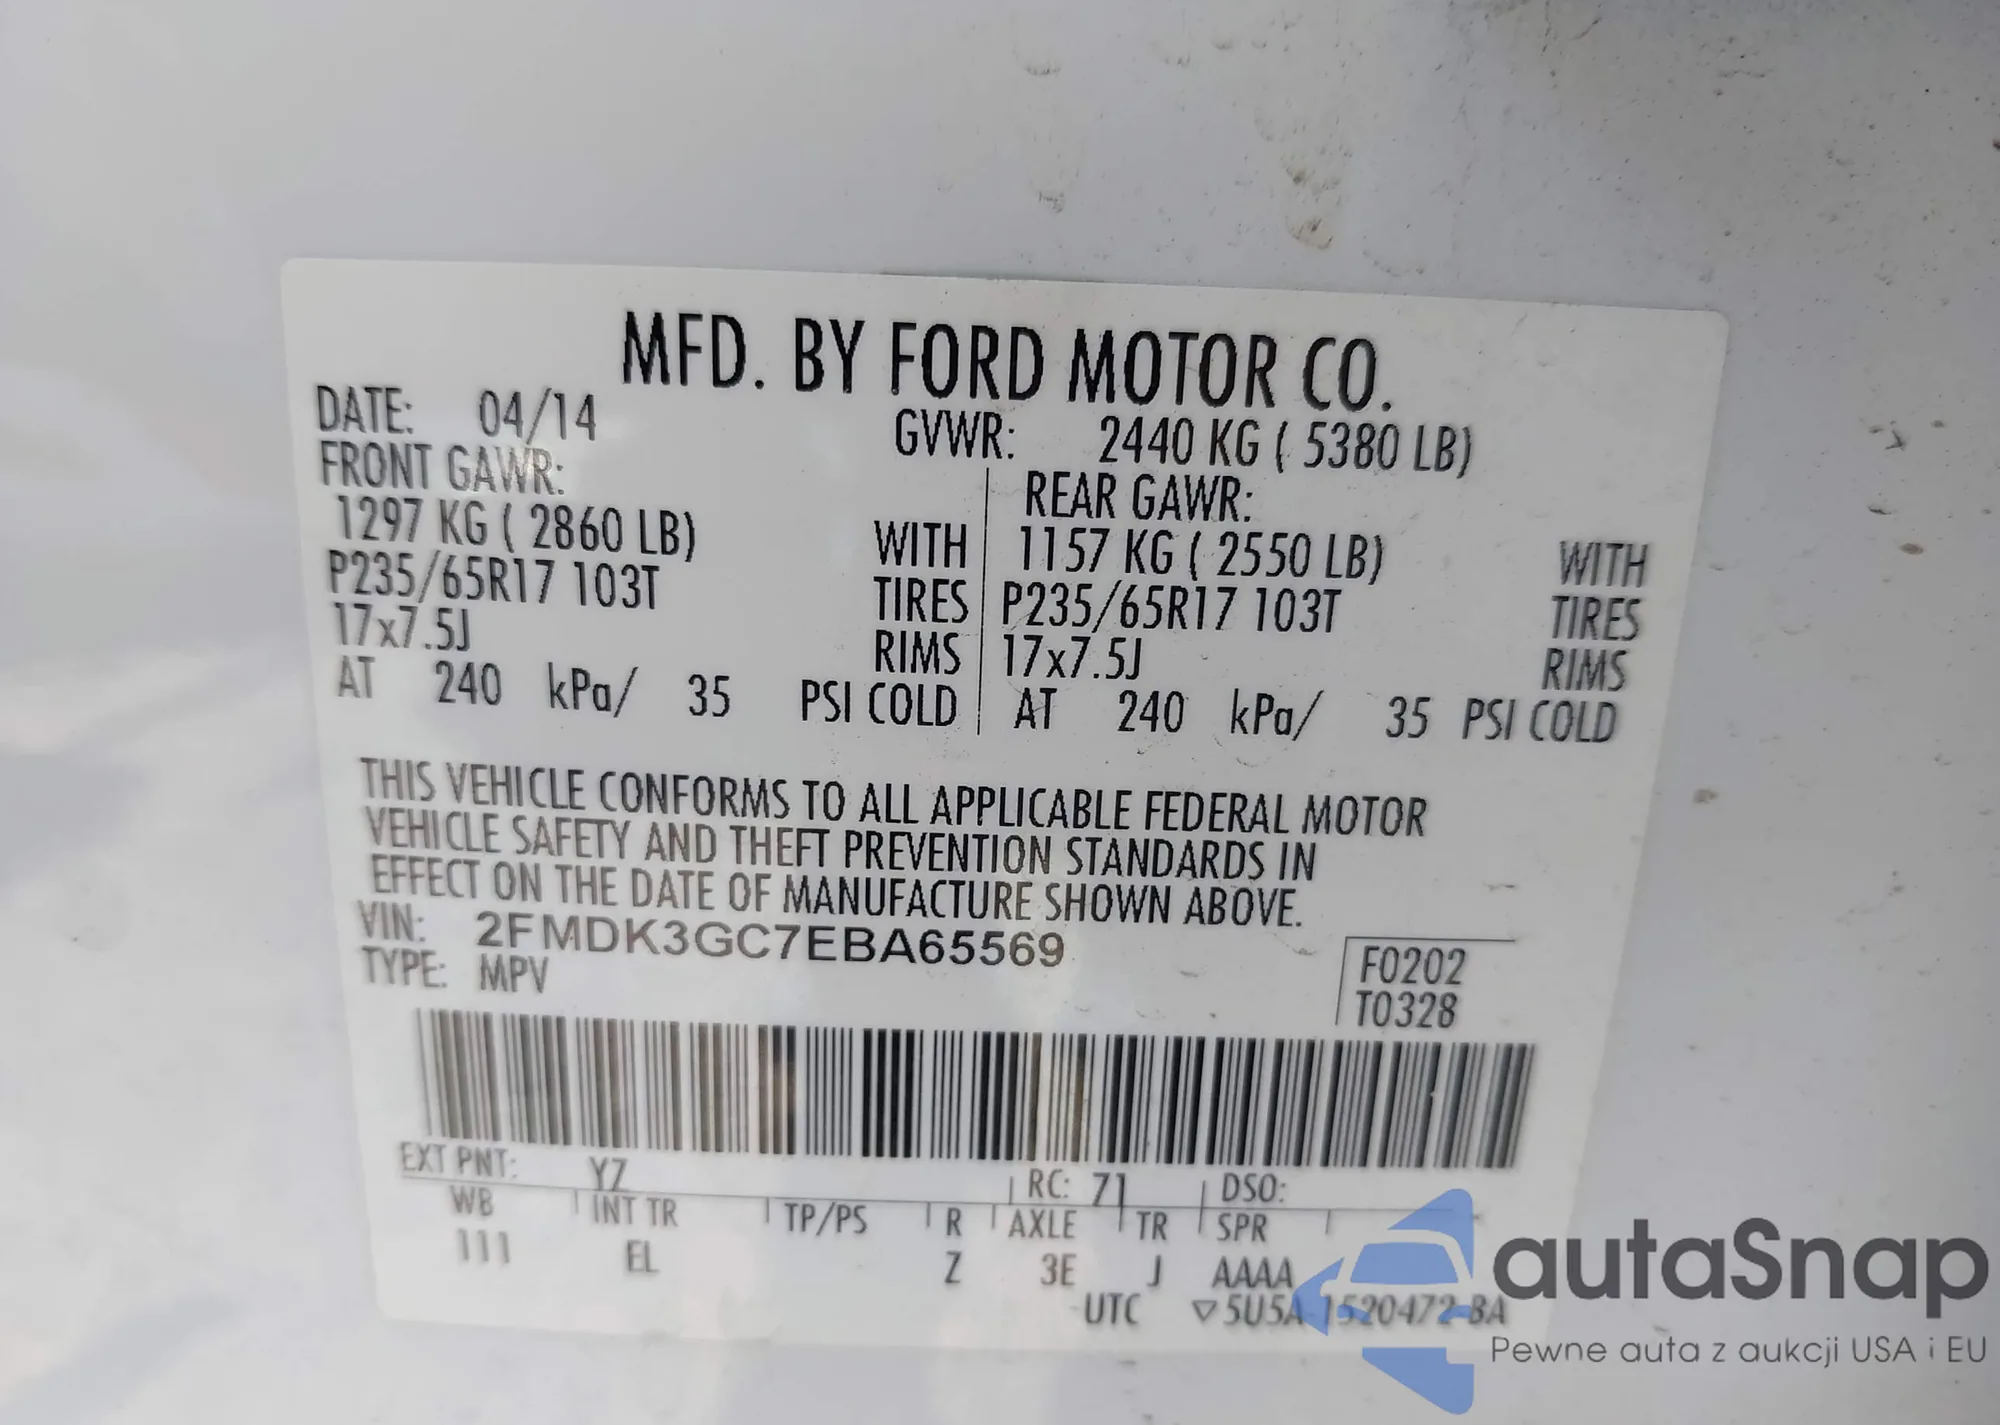 MFD. BY FORD MOTOR CO.
DATE: 04/14 GVWR: 2440 KG ( 5380 LB)
FRONT GAWR: REAR GAWR:
1297 KG ( 2860 LB) WITH 1157 KG ( 2550 LB) WITH
P235/65R17 103T TIRES P235/65R17 103T TIRES
17x7.5J RIMS 17x7.5J RIMS
AT 240 kPa/ 35 PSI COLD AT 240 kPa/ 35 PSI COLD
THIS VEHICLE CONFORMS TO ALL APPLICABLE FEDERAL MOTOR
VEHICLE SAFETY AND THEFT PREVENTION STANDARDS IN
EFFECT ON THE DATE OF MANUFACTURE SHOWN ABOVE.
VIN: 2FMDK3GC7EBA65569 F0202
TYPE: MPV T0328
EXT PNT: YZ RC: 71 DSO:
WB INT TR TP/PS R AXLE TR SPR
111 EL Z 3E J AAAA
UTC ▽5U5A-1520472-BA
autaSnap
Pewne auta z aukcji USA i EU